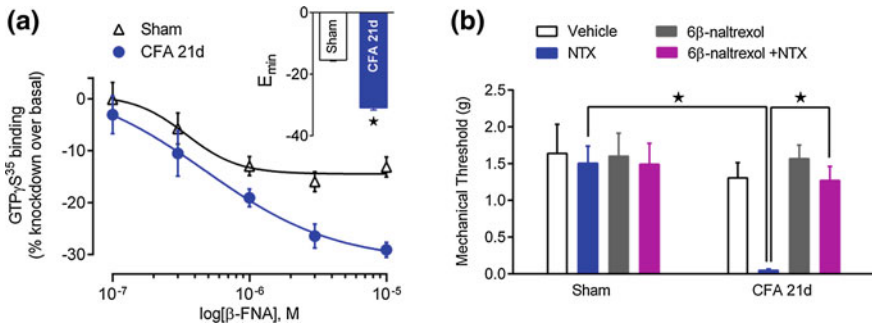 (a)
Sham
CFA 21d
GTPγS³⁵ binding
(% knockdown over basal)
0
-10
-20
-30
10⁻⁷
10⁻⁶
10⁻⁵
log[β-FNA], M
E_min
0
-20
-40
Sham
CFA 21d
★
(b)
Vehicle
6β-naltrexol
NTX
6β-naltrexol +NTX
Mechanical Threshold (g)
2.5
2.0
1.5
1.0
0.5
0.0
★
★
Sham
CFA 21d